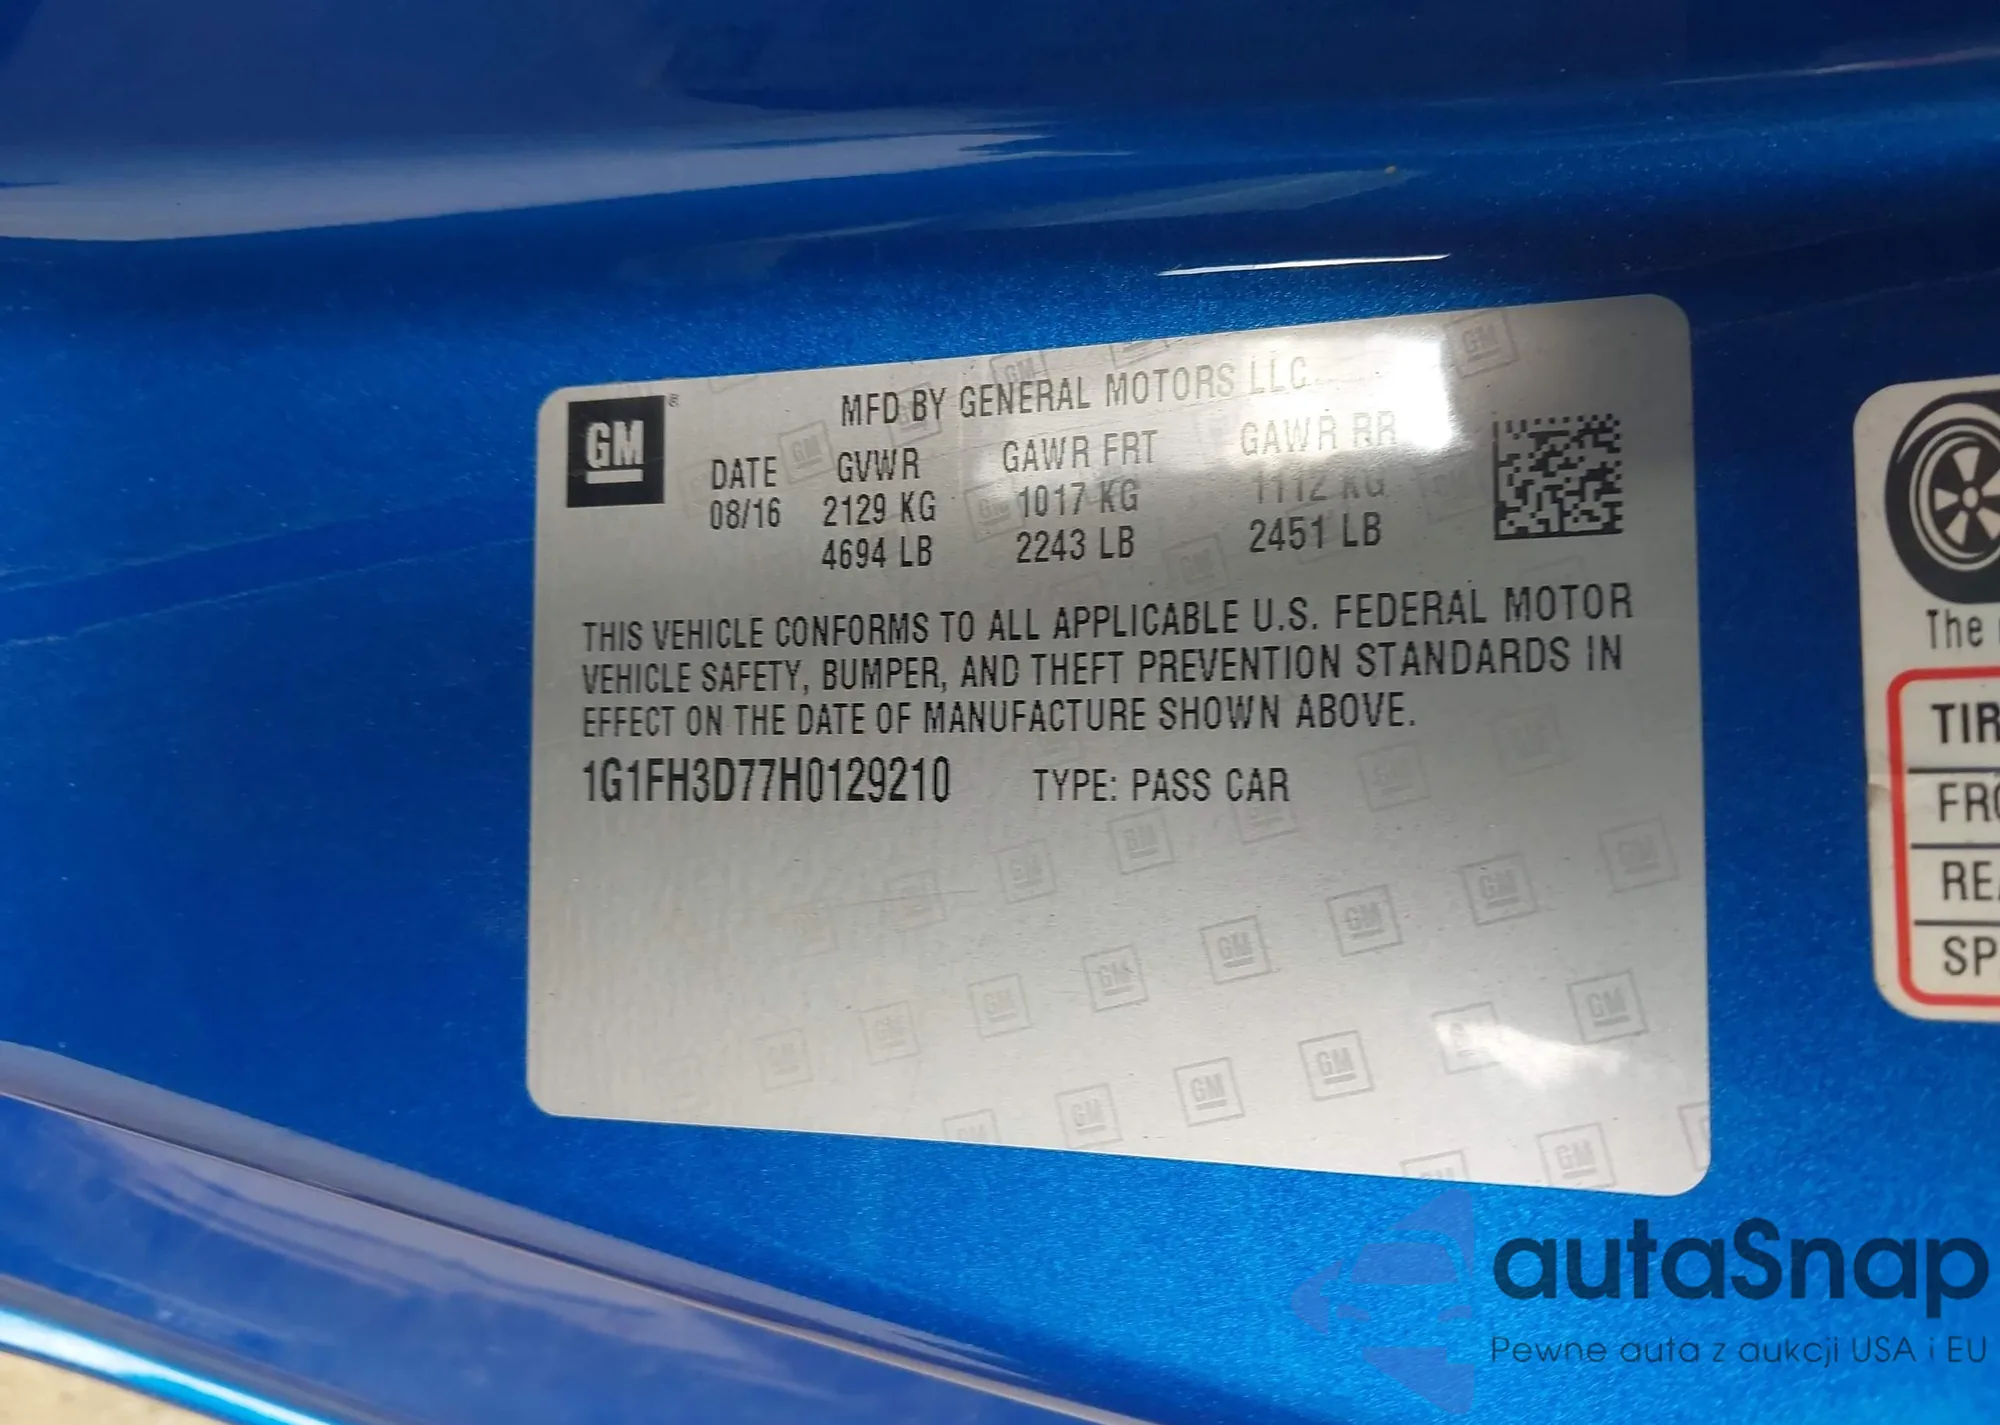 GM
MFD BY GENERAL MOTORS LLC
DATE GVWR GAWR FRT GAWR RR
08/16 2129 KG 1017 KG 1112 KG
4694 LB 2243 LB 2451 LB
THIS VEHICLE CONFORMS TO ALL APPLICABLE U.S. FEDERAL MOTOR
VEHICLE SAFETY, BUMPER, AND THEFT PREVENTION STANDARDS IN
EFFECT ON THE DATE OF MANUFACTURE SHOWN ABOVE.
1G1FH3D77H0129210 TYPE: PASS CAR
The
TIR
FRO
REA
SP
autaSnap
Pewne auta z aukcji USA i EU